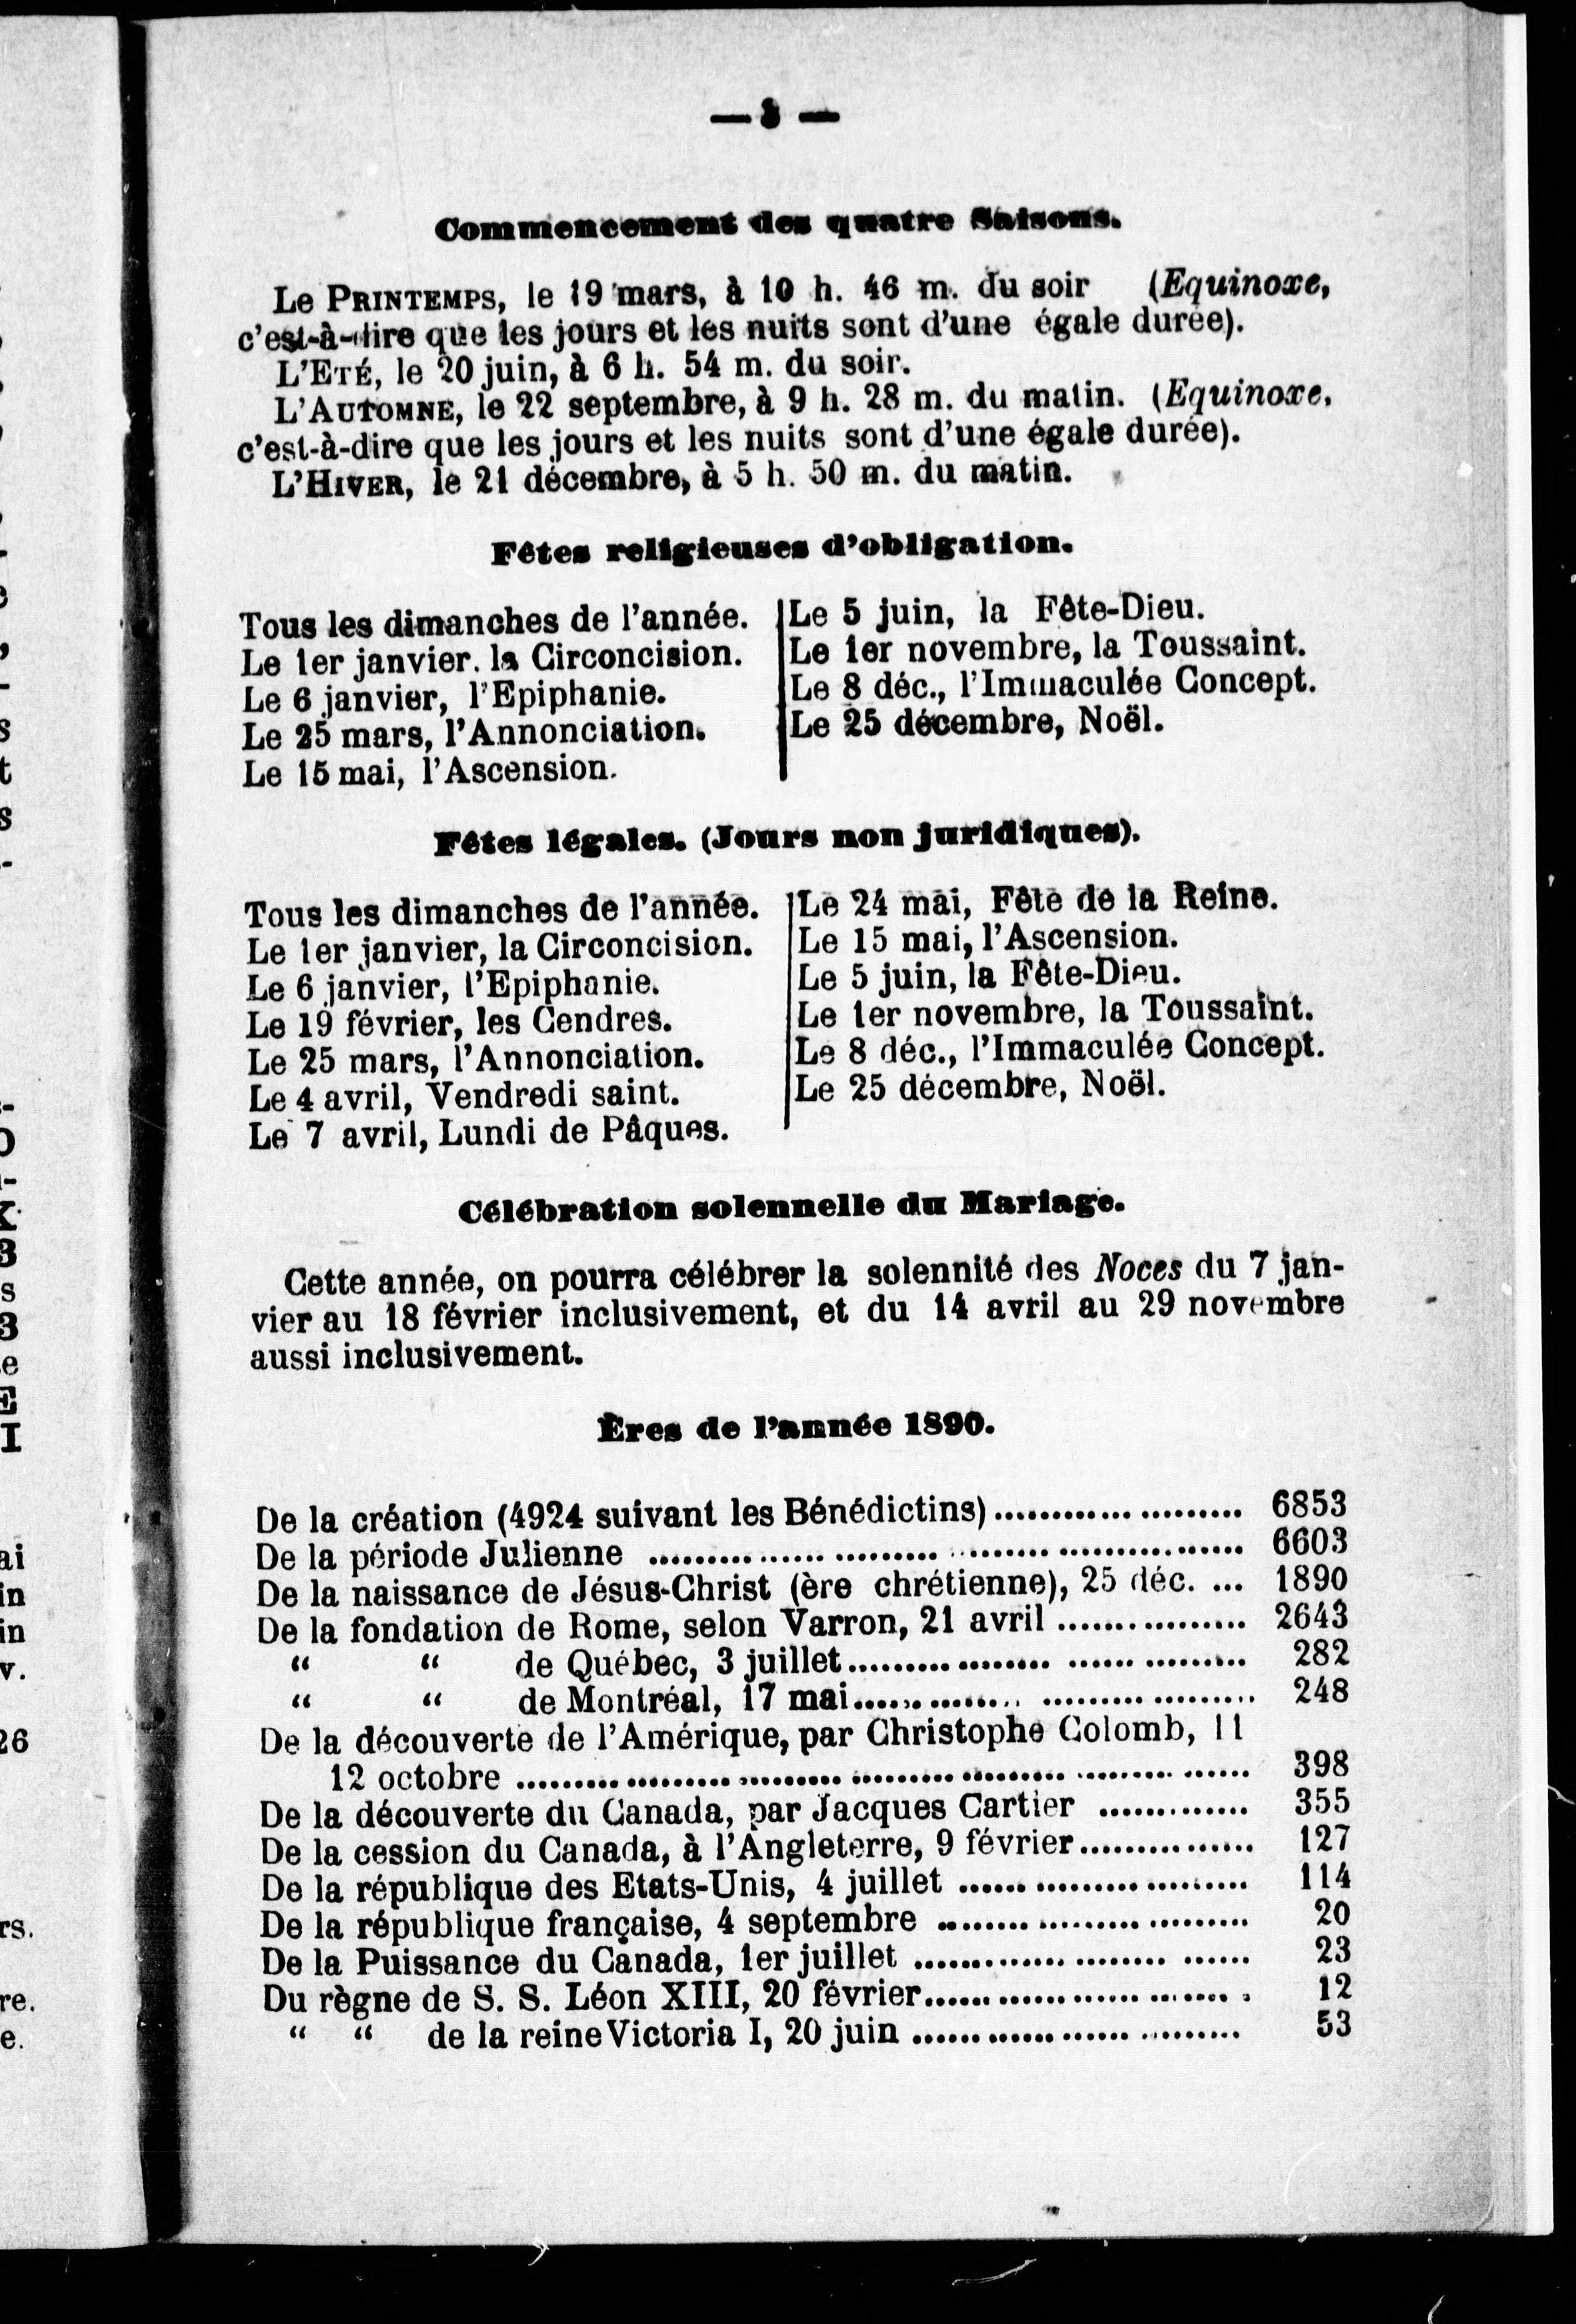 — 3 —
Commencement des quatre Saisons.
Le PRINTEMPS, le 19 mars, à 10 h. 46 m. du soir (Equinoxe,
c'est-à-dire que les jours et les nuits sont d'une égale durée).
L'ETÉ, le 20 juin, à 6 h. 54 m. du soir.
L'AUTOMNE, le 22 septembre, à 9 h. 28 m. du matin. (Equinoxe,
c'est-à-dire que les jours et les nuits sont d'une égale durée).
L'HIVER, le 21 décembre, à 5 h. 50 m. du matin.
Fêtes religieuses d'obligation.
Tous les dimanches de l'année.
Le 1er janvier. la Circoncision.
Le 6 janvier, l'Epiphanie.
Le 25 mars, l'Annonciation.
Le 15 mai, l'Ascension.
Le 5 juin, la Fête-Dieu.
Le 1er novembre, la Toussaint.
Le 8 déc., l'Immaculée Concept.
Le 25 décembre, Noël.
Fêtes légales. (Jours non juridiques).
Tous les dimanches de l'année.
Le 1er janvier, la Circoncision.
Le 6 janvier, l'Epiphanie.
Le 19 février, les Cendres.
Le 25 mars, l'Annonciation.
Le 4 avril, Vendredi saint.
Le 7 avril, Lundi de Pâques.
Le 24 mai, Fête de la Reine.
Le 15 mai, l'Ascension.
Le 5 juin, la Fête-Dieu.
Le 1er novembre, la Toussaint.
Le 8 déc., l'Immaculée Concept.
Le 25 décembre, Noël.
Célébration solennelle du Mariage.
Cette année, on pourra célébrer la solennité des Noces du 7 jan-
vier au 18 février inclusivement, et du 14 avril au 29 novembre
aussi inclusivement.
Ères de l'année 1890.
De la création (4924 suivant les Bénédictins) ..................... 6853
De la période Julienne ..................... 6603
De la naissance de Jésus-Christ (ère chrétienne), 25 déc. ... 1890
De la fondation de Rome, selon Varron, 21 avril ................ 2643
“ “ de Québec, 3 juillet ..................... 282
“ “ de Montréal, 17 mai ..................... 248
De la découverte de l'Amérique, par Christophe Colomb, 11
12 octobre ..................... 398
De la découverte du Canada, par Jacques Cartier ............. 355
De la cession du Canada, à l'Angleterre, 9 février ............... 127
De la république des Etats-Unis, 4 juillet ..................... 114
De la république française, 4 septembre ..................... 20
De la Puissance du Canada, 1er juillet ..................... 23
Du règne de S. S. Léon XIII, 20 février ..................... 12
“ “ de la reine Victoria I, 20 juin ..................... 53